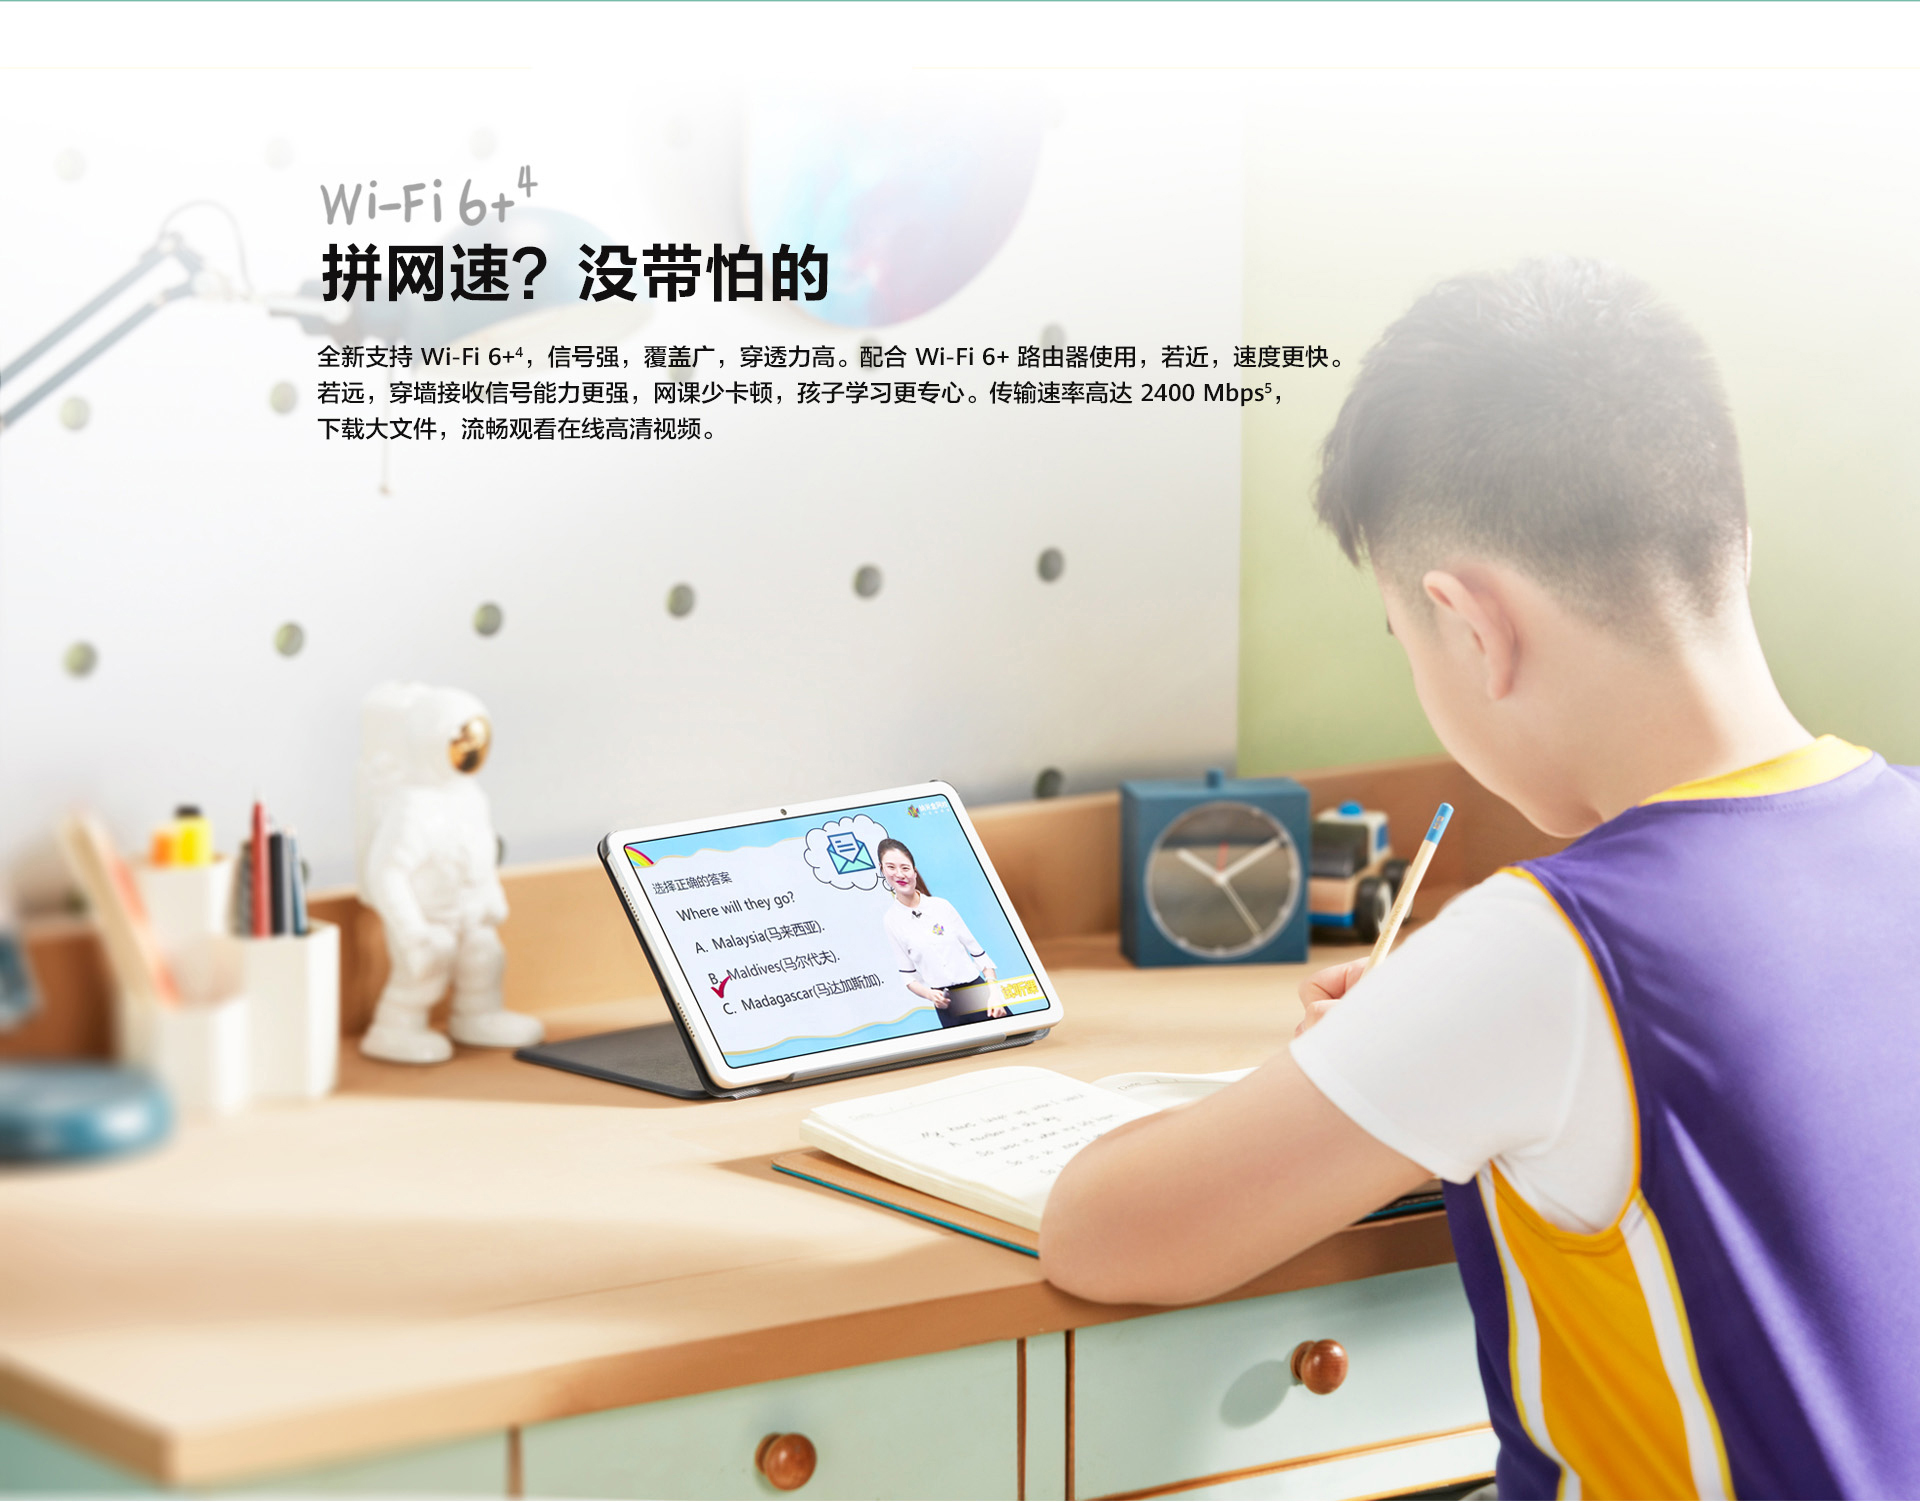 Wi-Fi 6+⁴
拼网速？没带怕的
全新支持 Wi-Fi 6+⁴，信号强，覆盖广，穿透力高。配合 Wi-Fi 6+ 路由器使用，若近，速度更快。
若远，穿墙接收信号能力更强，网课少卡顿，孩子学习更专心。传输速率高达 2400 Mbps⁵，
下载大文件，流畅观看在线高清视频。
选择正确的答案
Where will they go?
A. Malaysia(马来西亚).
B. Maldives(马尔代夫).
C. Madagascar(马达加斯加).